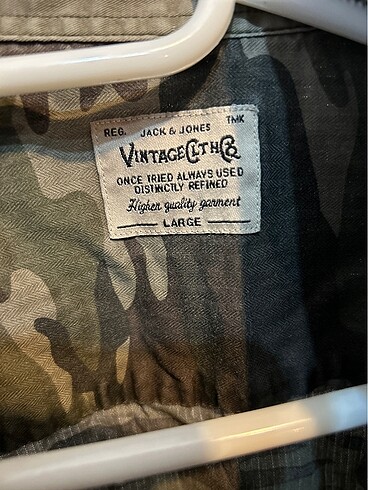 REG. JACK & JONES TMK
VINTAGE CLTH Co
ONCE TRIED ALWAYS USED
DISTINCTLY REFINED
Higher quality garment
LARGE